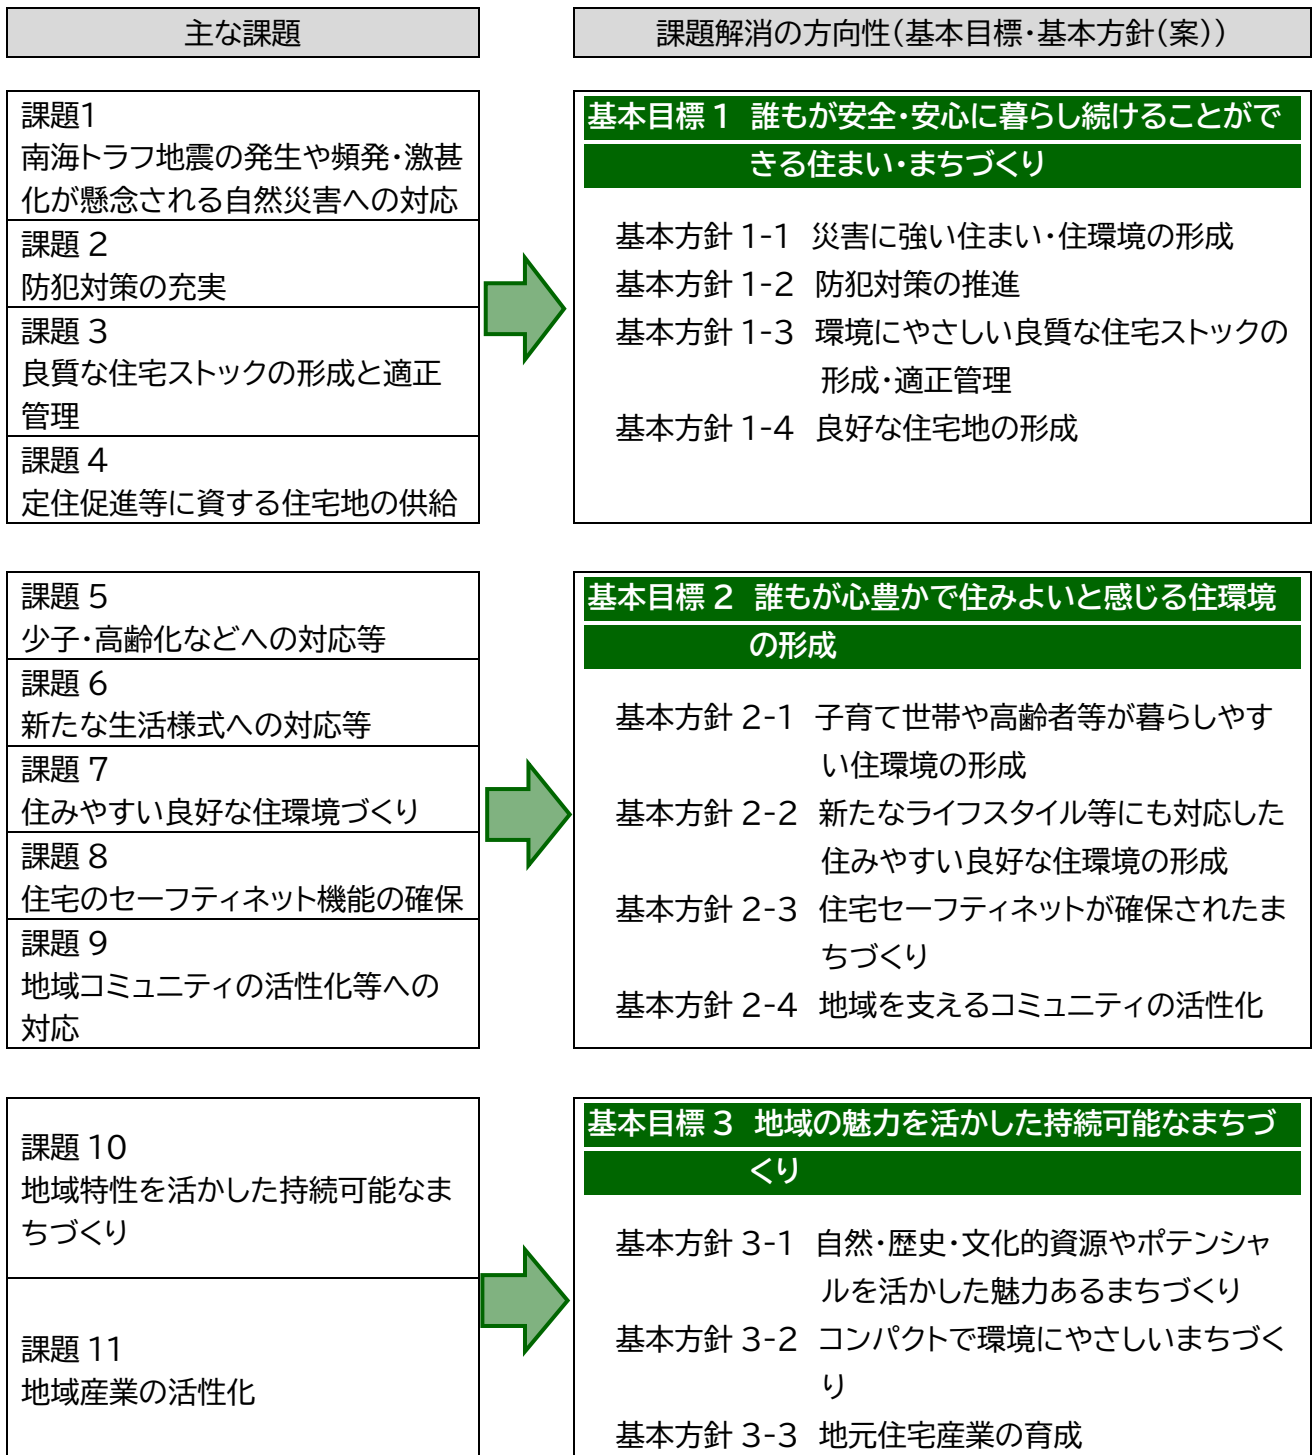 主な課題
課題解消の方向性(基本目標・基本方針(案))
課題1
南海トラフ地震の発生や頻発・激甚
化が懸念される自然災害への対応
課題 2
防犯対策の充実
課題 3
良質な住宅ストックの形成と適正
管理
課題 4
定住促進等に資する住宅地の供給
基本目標 1 誰もが安全・安心に暮らし続けることがで
きる住まい・まちづくり
基本方針 1-1 災害に強い住まい・住環境の形成
基本方針 1-2 防犯対策の推進
基本方針 1-3 環境にやさしい良質な住宅ストックの
形成・適正管理
基本方針 1-4 良好な住宅地の形成
課題 5
少子・高齢化などへの対応等
課題 6
新たな生活様式への対応等
課題 7
住みやすい良好な住環境づくり
課題 8
住宅のセーフティネット機能の確保
課題 9
地域コミュニティの活性化等への
対応
基本目標 2 誰もが心豊かで住みよいと感じる住環境
の形成
基本方針 2-1 子育て世帯や高齢者等が暮らしやす
い住環境の形成
基本方針 2-2 新たなライフスタイル等にも対応した
住みやすい良好な住環境の形成
基本方針 2-3 住宅セーフティネットが確保されたま
ちづくり
基本方針 2-4 地域を支えるコミュニティの活性化
課題 10
地域特性を活かした持続可能なま
ちづくり
課題 11
地域産業の活性化
基本目標 3 地域の魅力を活かした持続可能なまちづ
くり
基本方針 3-1 自然・歴史・文化的資源やポテンシャ
ルを活かした魅力あるまちづくり
基本方針 3-2 コンパクトで環境にやさしいまちづく
り
基本方針 3-3 地元住宅産業の育成